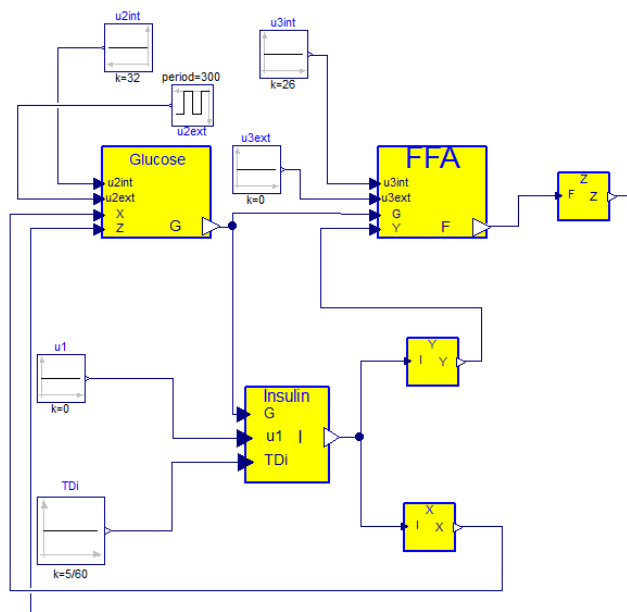 u2int
k=32
u3int
k=26
period=300
u2ext
u3ext
k=0
Glucose
u2int
u2ext
X
Z
G
FFA
u3int
u3ext
G
Y
F
Z
F
Z
u1
k=0
Insulin
G
u1
I
TDi
Y
I
Y
TDi
k=5/60
X
I
X